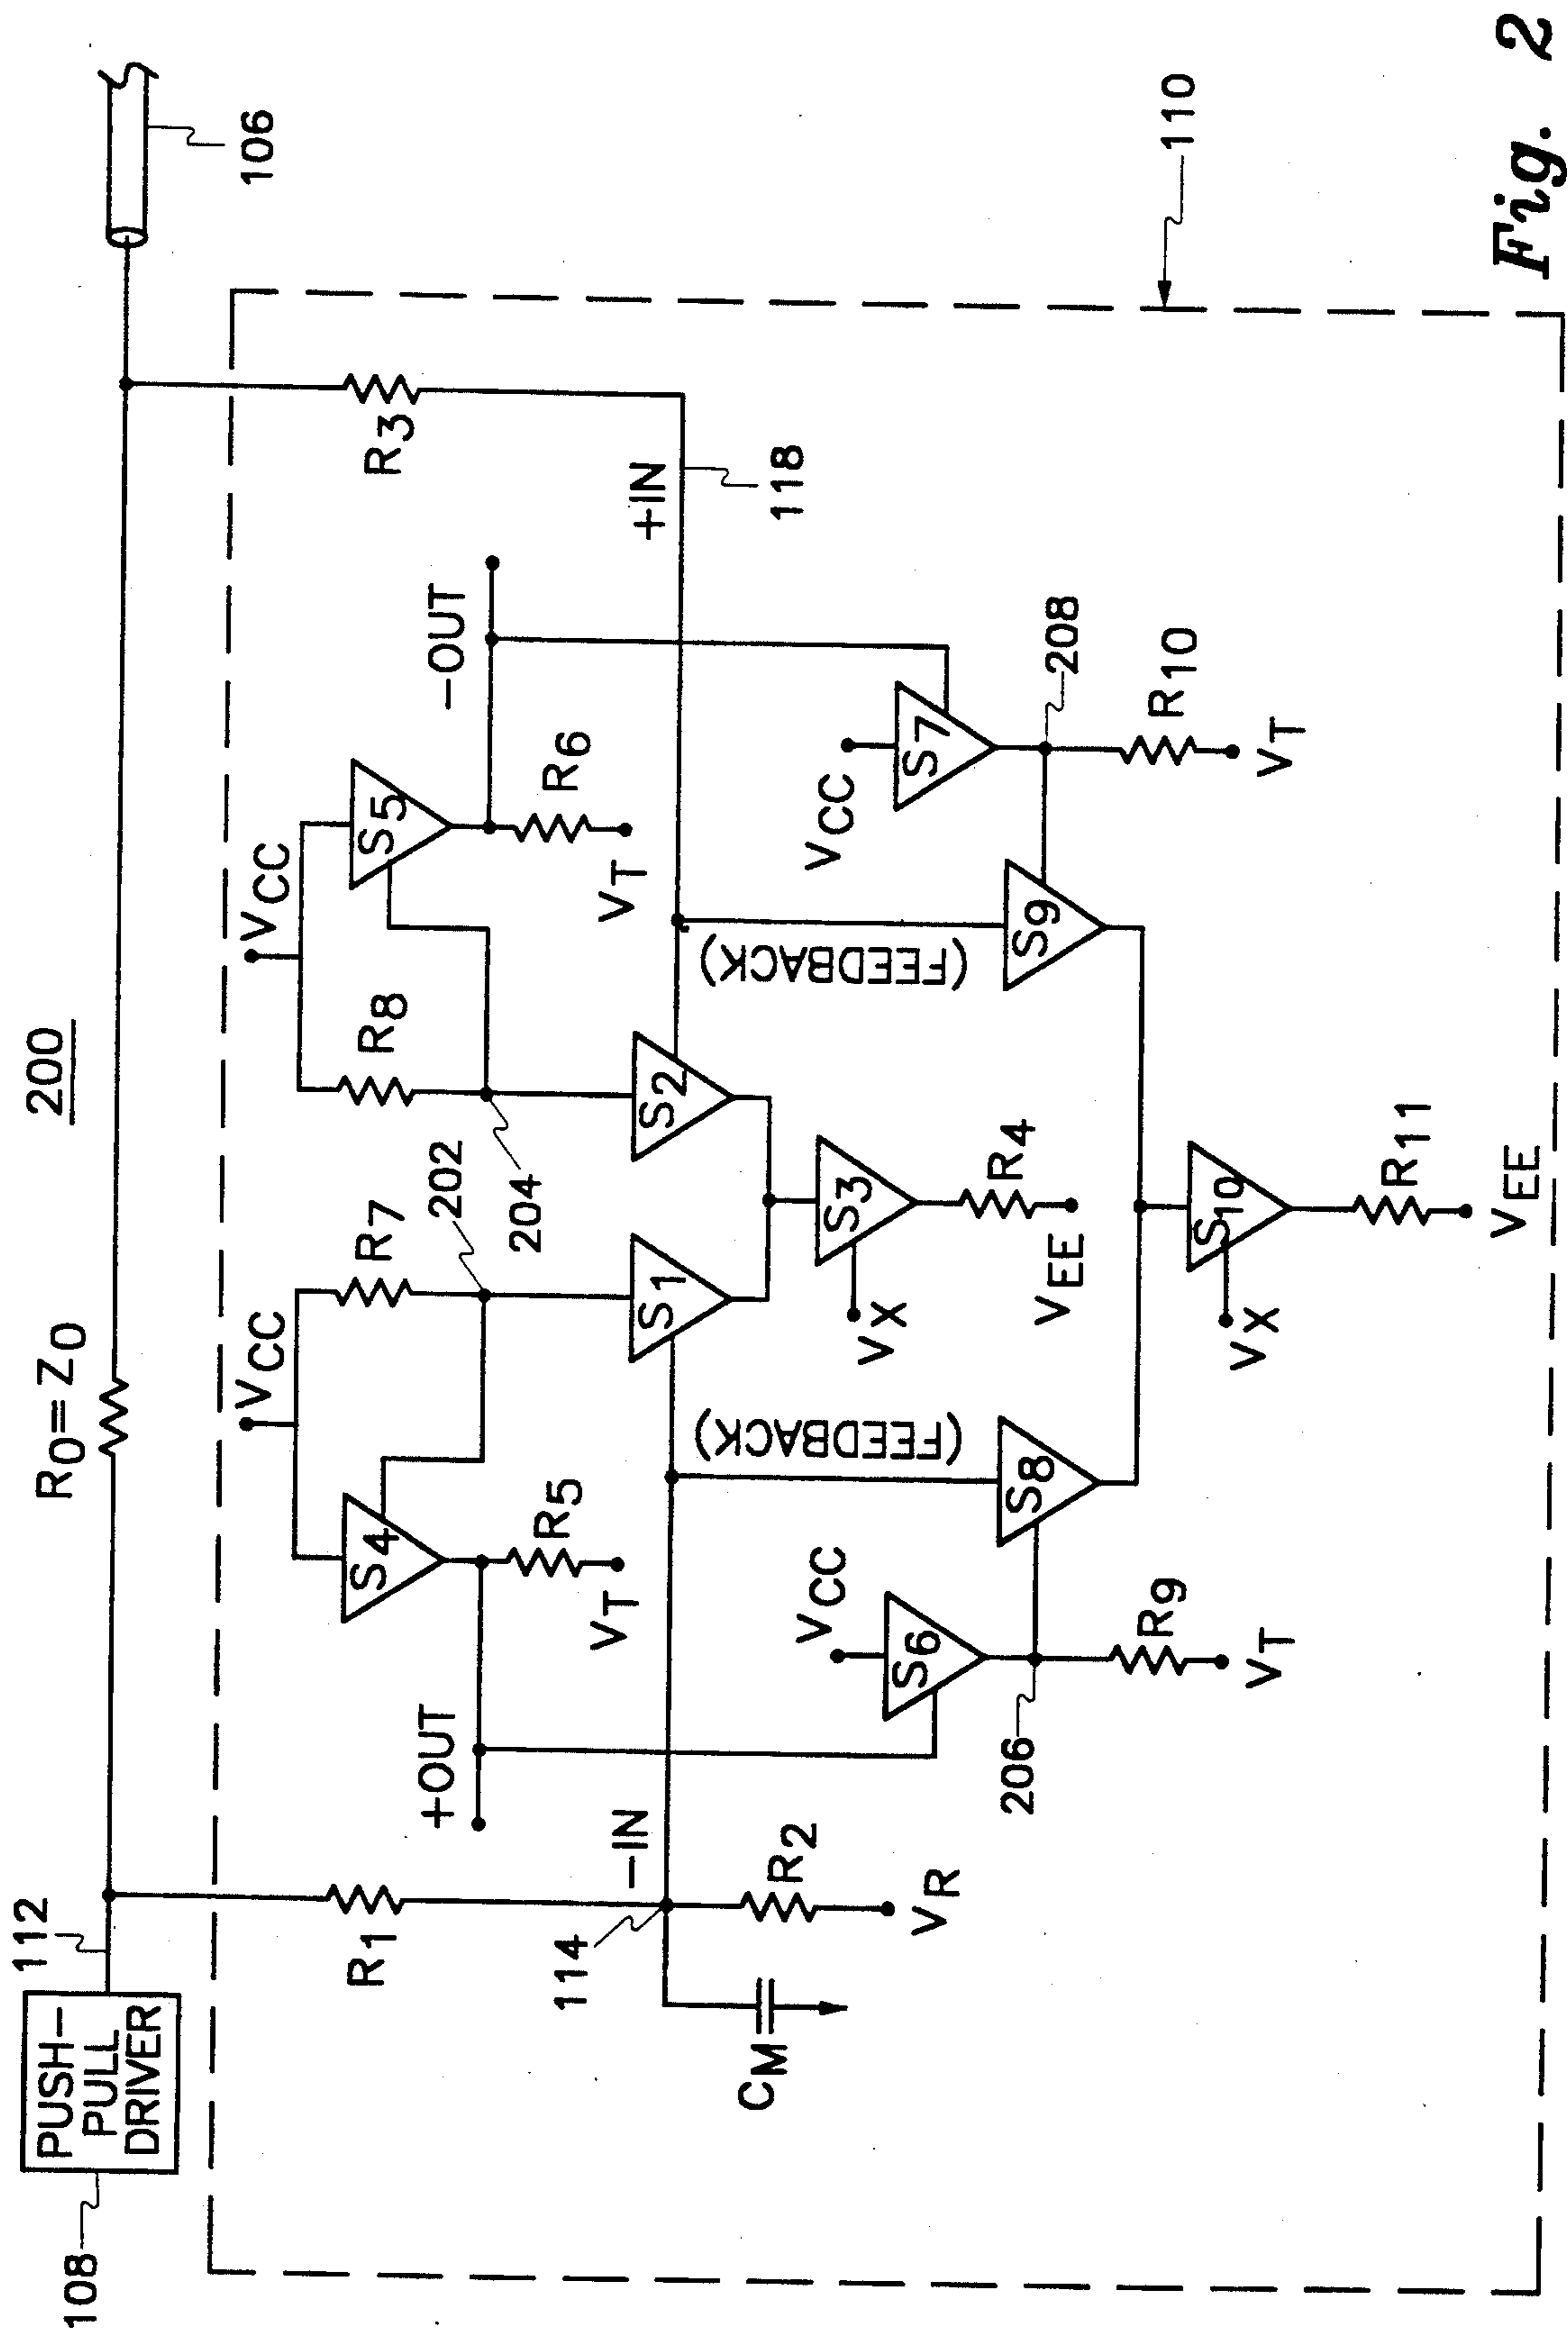 200
108
PUSH–
PULL
DRIVER
112
R0=Z0
106
R1
VCC
R7
202
VCC
R8
204
R3
S4
S5
+OUT
R5
VT
–OUT
R6
VT
114
–IN
S1
S2
+IN
118
CM
R2
VR
(FEEDBACK)
(FEEDBACK)
VX
S3
R4
VEE
VCC
S6
S8
206
R9
VT
VCC
S7
S9
208
R10
VT
VX
S10
R11
VEE
110
Fig. 2